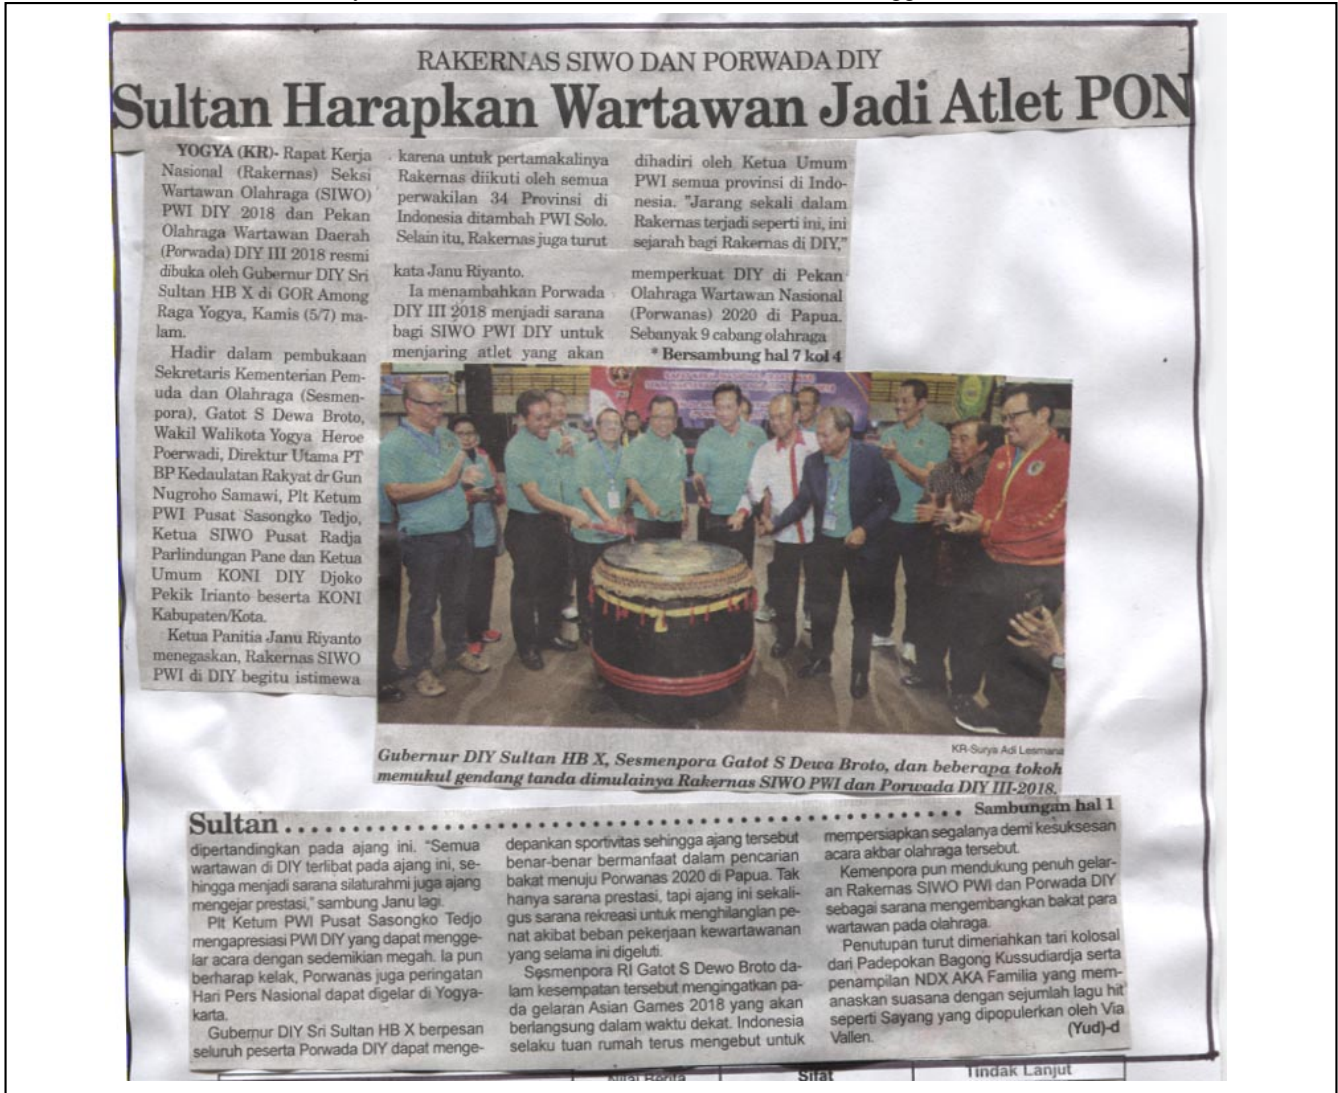 RAKERNAS SIWO DAN PORWADA DIY
Sultan Harapkan Wartawan Jadi Atlet PON
YOGYA (KR)- Rapat Kerja
Nasional (Rakernas) Seksi
Wartawan Olahraga (SIWO)
PWI DIY 2018 dan Pekan
Olahraga Wartawan Daerah
(Porwada) DIY III 2018 resmi
dibuka oleh Gubernur DIY Sri
Sultan HB X di GOR Among
Raga Yogya, Kamis (5/7) ma-
lam.
Hadir dalam pembukaan
Sekretaris Kementerian Pem-
uda dan Olahraga (Sesmen-
pora), Gatot S Dewa Broto,
Wakil Walikota Yogya Heroe
Poerwadi, Direktur Utama PT
BP Kedaulatan Rakyat dr Gun
Nugroho Samawi, Plt Ketum
PWI Pusat Sasongko Tedjo,
Ketua SIWO Pusat Radja
Parlindungan Pane dan Ketua
Umum KONI DIY Djoko
Pekik Irianto beserta KONI
Kabupaten/Kota.
Ketua Panitia Janu Riyanto
menegaskan, Rakernas SIWO
PWI di DIY begitu istimewa
karena untuk pertamakalinya
Rakernas diikuti oleh semua
perwakilan 34 Provinsi di
Indonesia ditambah PWI Solo.
Selain itu, Rakernas juga turut
dihadiri oleh Ketua Umum
PWI semua provinsi di Indo-
nesia. "Jarang sekali dalam
Rakernas terjadi seperti ini, ini
sejarah bagi Rakernas di DIY,"
kata Janu Riyanto.
Ia menambahkan Porwada
DIY III 2018 menjadi sarana
bagi SIWO PWI DIY untuk
menjaring atlet yang akan
memperkuat DIY di Pekan
Olahraga Wartawan Nasional
(Porwanas) 2020 di Papua.
Sebanyak 9 cabang olahraga
* Bersambung hal 7 kol 4
KR-Surya Adi Lesmana
Gubernur DIY Sultan HB X, Sesmenpora Gatot S Dewa Broto, dan beberapa tokoh
memukul gendang tanda dimulainya Rakernas SIWO PWI dan Porwada DIY III-2018.
Sultan . . . . . . . . . . . . . . . . . . . . . . . . . . . . . . . . . . . . . . . . Sambungan hal 1
dipertandingkan pada ajang ini. "Semua
wartawan di DIY terlibat pada ajang ini, se-
hingga menjadi sarana silaturahmi juga ajang
mengejar prestasi," sambung Janu lagi.
Plt Ketum PWI Pusat Sasongko Tedjo
mengapresiasi PWI DIY yang dapat mengge-
lar acara dengan sedemikian megah. Ia pun
berharap kelak, Porwanas juga peringatan
Hari Pers Nasional dapat digelar di Yogya-
karta.
Gubernur DIY Sri Sultan HB X berpesan
seluruh peserta Porwada DIY dapat menge-
depankan sportivitas sehingga ajang tersebut
benar-benar bermanfaat dalam pencarian
bakat menuju Porwanas 2020 di Papua. Tak
hanya sarana prestasi, tapi ajang ini sekali-
gus sarana rekreasi untuk menghilanglan pe-
nat akibat beban pekerjaan kewartawanan
yang selama ini digeluti.
Sesmenpora RI Gatot S Dewo Broto da-
lam kesempatan tersebut mengingatkan pa-
da gelaran Asian Games 2018 yang akan
berlangsung dalam waktu dekat. Indonesia
selaku tuan rumah terus mengebut untuk
mempersiapkan segalanya demi kesuksesan
acara akbar olahraga tersebut.
Kemenpora pun mendukung penuh gelar-
an Rakernas SIWO PWI dan Porwada DIY
sebagai sarana mengembangkan bakat para
wartawan pada olahraga.
Penutupan turut dimeriahkan tari kolosal
dari Padepokan Bagong Kussudiardja serta
penampilan NDX AKA Familia yang mem-
anaskan suasana dengan sejumlah lagu hit
seperti Sayang yang dipopulerkan oleh Via
Vallen. (Yud)-d
Nilai Berita Sifat Tindak Lanjut